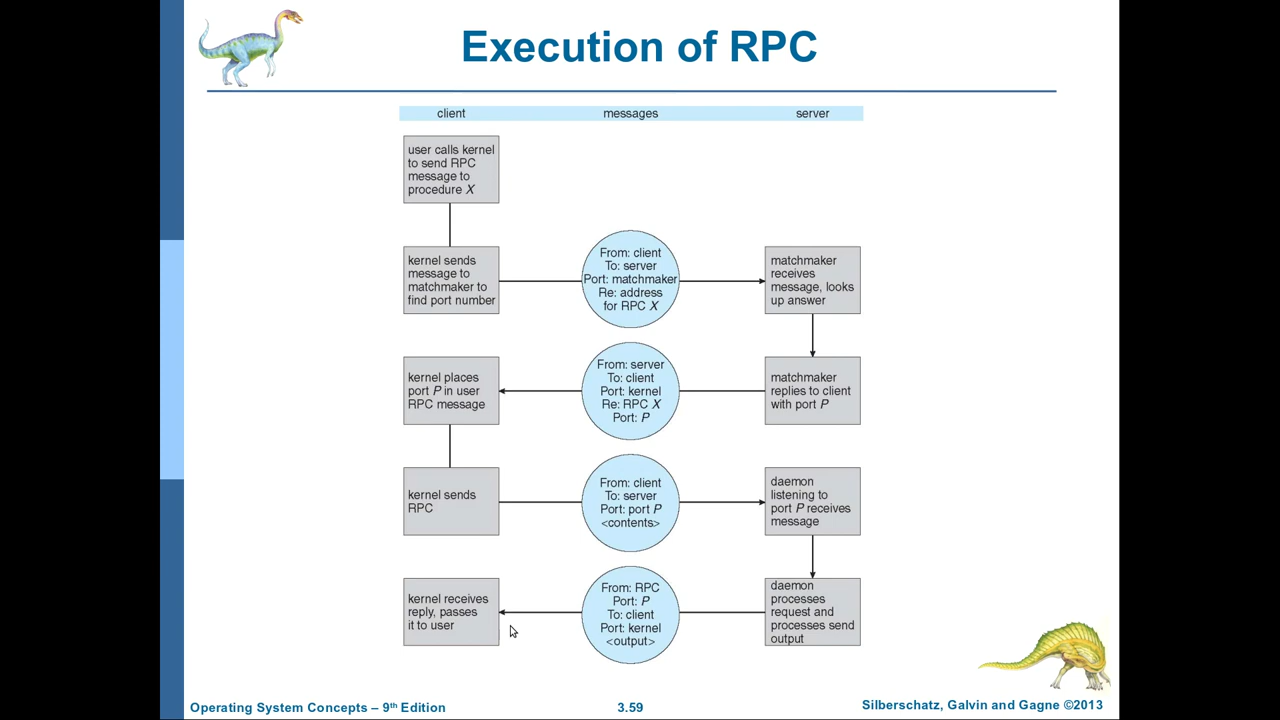 Execution of RPC
client
messages
server
user calls kernel
to send RPC
message to
procedure X
kernel sends
message to
matchmaker to
find port number
From: client
To: server
Port: matchmaker
Re: address
for RPC X
matchmaker
receives
message, looks
up answer
kernel places
port P in user
RPC message
From: server
To: client
Port: kernel
Re: RPC X
Port: P
matchmaker
replies to client
with port P
kernel sends
RPC
From: client
To: server
Port: port P
<contents>
daemon
listening to
port P receives
message
kernel receives
reply, passes
it to user
From: RPC
Port: P
To: client
Port: kernel
<output>
daemon
processes
request and
processes send
output
Operating System Concepts – 9th Edition
3.59
Silberschatz, Galvin and Gagne ©2013